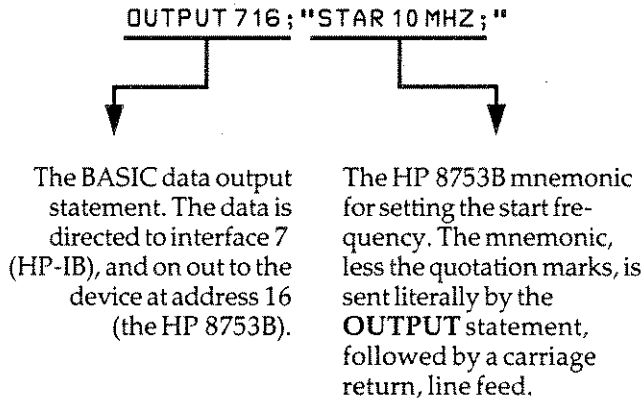 OUTPUT 716;"STAR 10 MHZ;"
The BASIC data output
statement. The data is
directed to interface 7
(HP-IB), and on out to the
device at address 16
(the HP 8753B).
The HP 8753B mnemonic
for setting the start fre-
quency. The mnemonic,
less the quotation marks, is
sent literally by the
OUTPUT statement,
followed by a carriage
return, line feed.